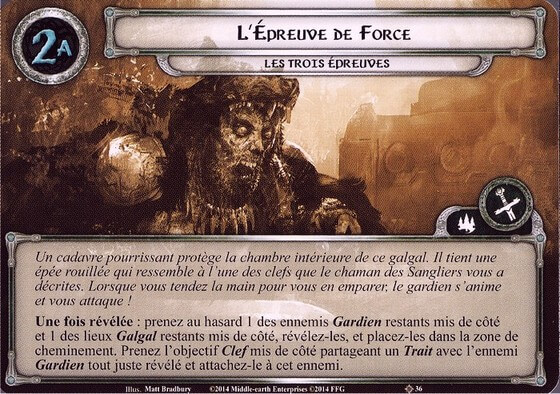 2A
L'Épreuve de Force
Les Trois Épreuves
Un cadavre pourrissant protège la chambre intérieure de ce galgal. Il tient une
épée rouillée qui ressemble à l'une des clefs que le chaman des Sangliers vous a
décrites. Lorsque vous tendez la main pour vous en emparer, le gardien s'anime
et vous attaque !
Une fois révélée : prenez au hasard 1 des ennemis Gardien restants mis de côté
et 1 des lieux Galgal restants mis de côté, révélez-les, et placez-les dans la zone de
cheminement. Prenez l'objectif Clef mis de côté partageant un Trait avec l'ennemi
Gardien tout juste révélé et attachez-le à cet ennemi.
Illus. Matt Bradbury ©2014 Middle-earth Enterprises ©2014 FFG 36